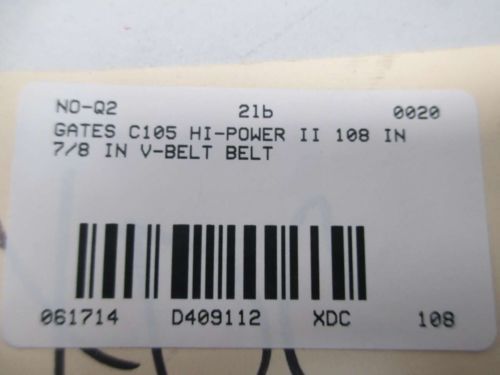 NO-Q2 2lb 0020
GATES C105 HI-POWER II 108 IN
7/8 IN V-BELT BELT
061714 D409112 XDC 108